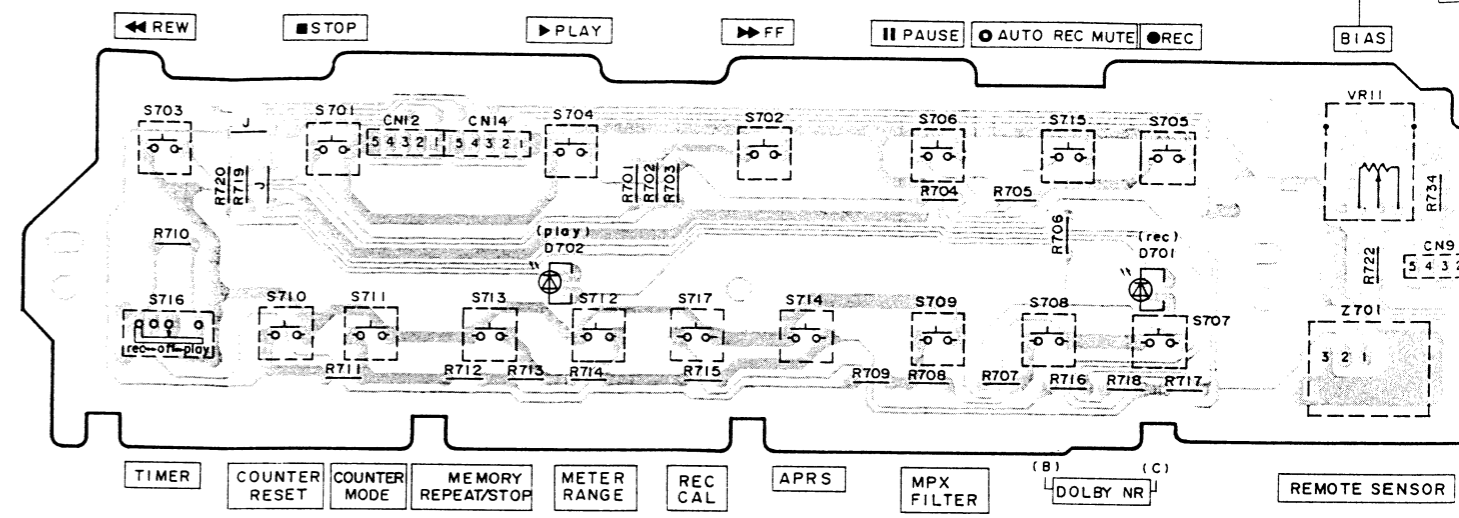 ◀◀ REW ■ STOP ▶ PLAY ▶▶ FF ❚❚ PAUSE O AUTO REC MUTE ● REC BIAS
S703 J S701 CN12 CN14 S704 S702 S706 S715 S705 VR11
5 4 3 2 1 5 4 3 2 1
R720 R719 J R701 R702 R703 R704 R705 R734
R710 (play) R706 (rec) R722 CN9
D702 D701 5 4 3 2
S716 S710 S711 S713 S712 S717 S714 S709 S708 S707 Z701
rec-off-play 3 2 1
R711 R712 R713 R714 R715 R709 R708 R707 R716 R718 R717
TIMER
COUNTER
RESET
COUNTER
MODE
MEMORY
REPEAT/STOP
METER
RANGE
REC
CAL
APRS
MPX
FILTER
(B) (C)
DOLBY NR
REMOTE SENSOR